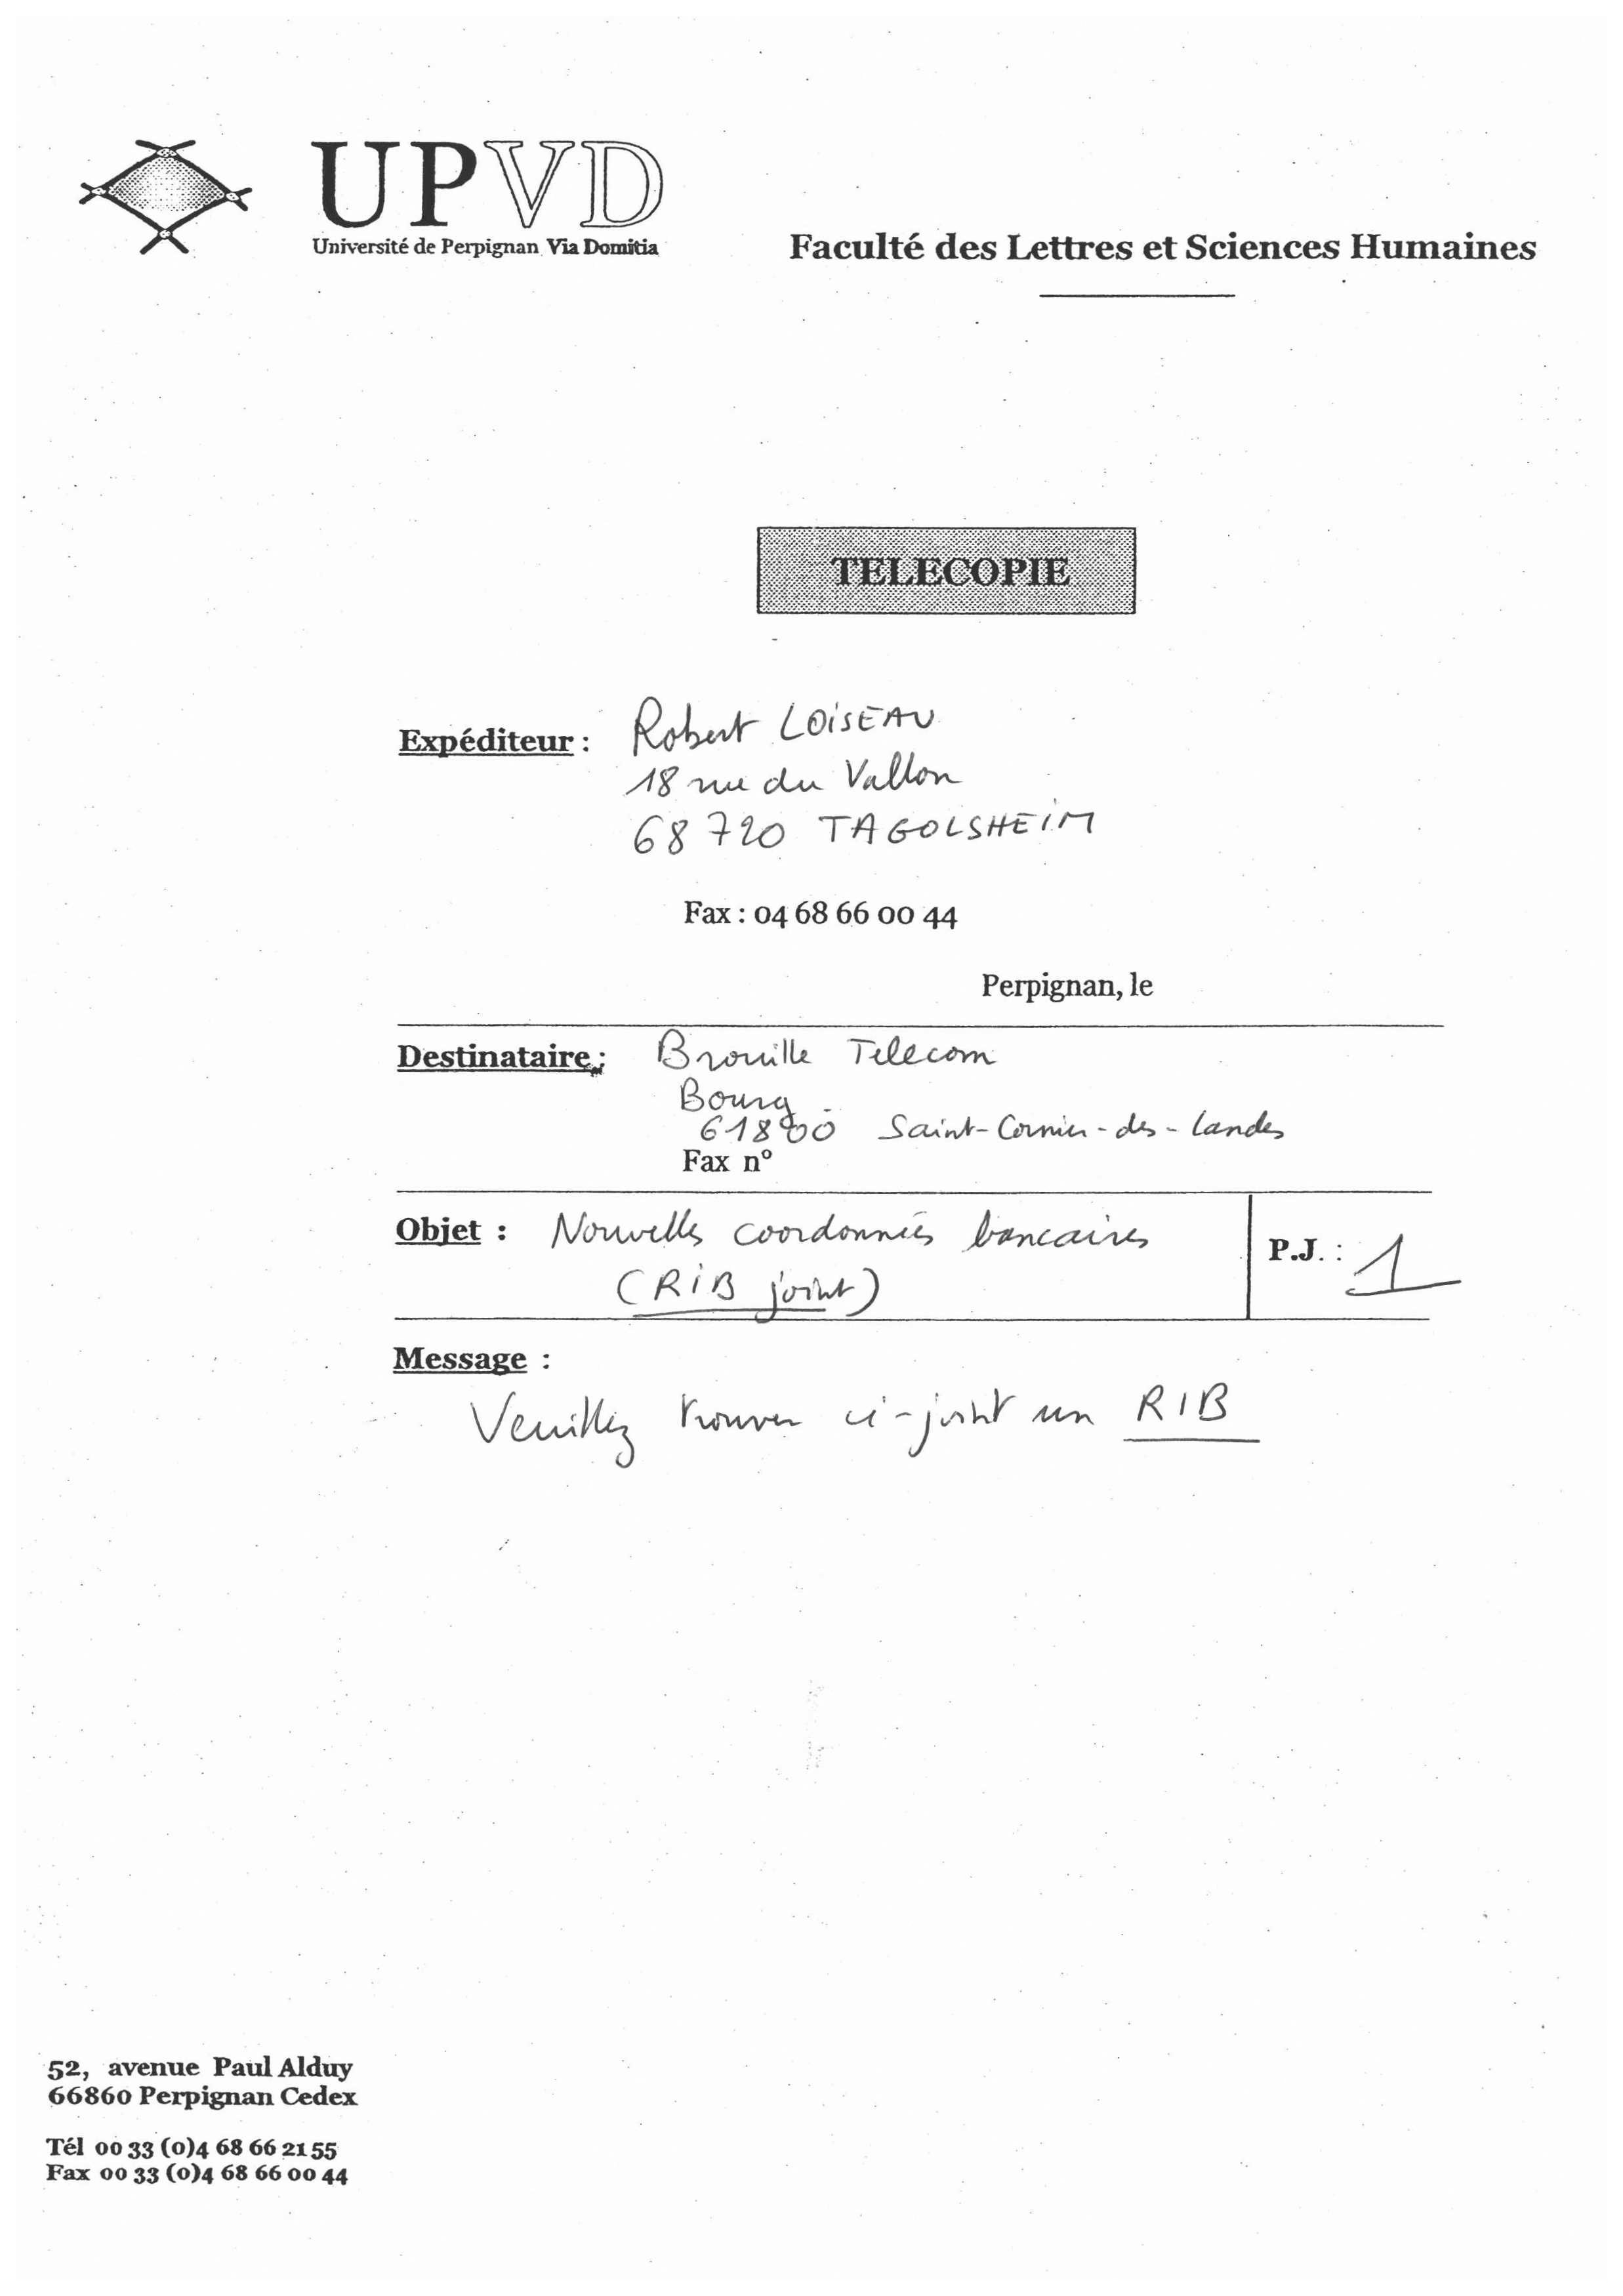 UPVD
Université de Perpignan Via Domitia
Faculté des Lettres et Sciences Humaines
TELECOPIE
Expéditeur : Robert LOISEAU
18 rue du Vallon
68720 TAGOLSHEIM
Fax : 04 68 66 00 44
Perpignan, le
Destinataire : Brouille Telecom
Bourg
61800 Saint-Cornier-des-Landes
Fax n°
Objet : Nouvelles coordonnées bancaires
(RIB joint)
P.J. : 1
Message :
Veuillez trouver ci-joint un RIB
52, avenue Paul Alduy
66860 Perpignan Cedex
Tél 00 33 (0)4 68 66 21 55
Fax 00 33 (0)4 68 66 00 44